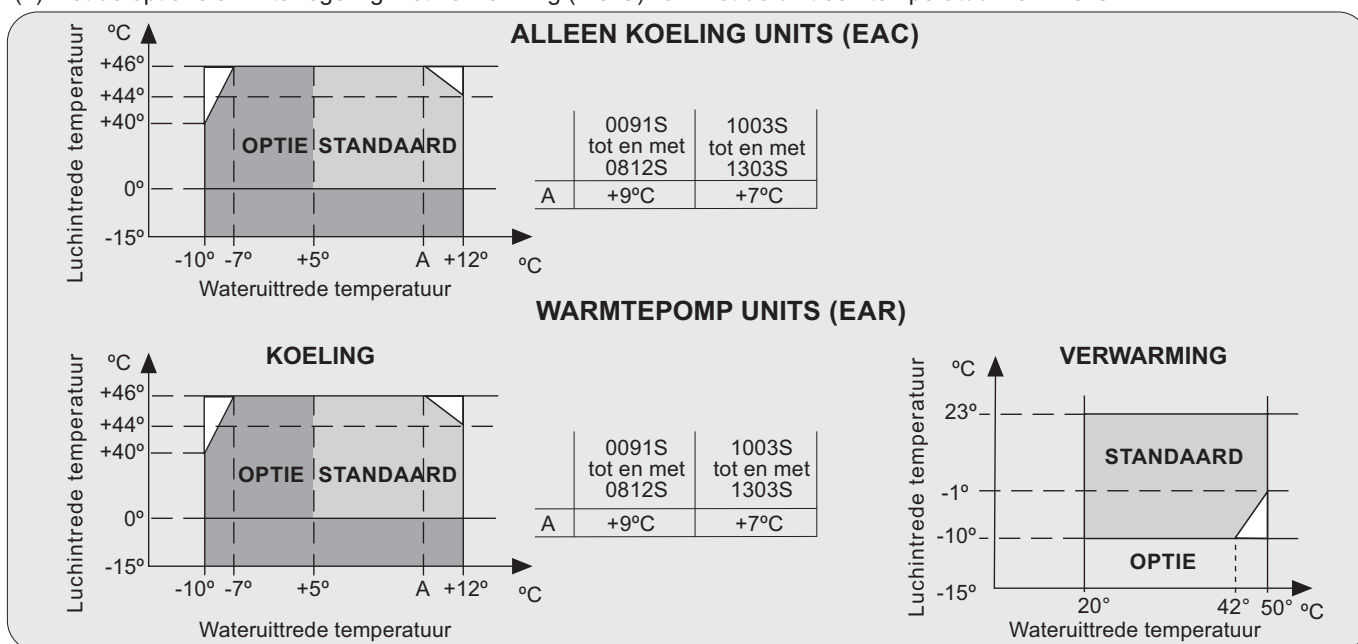 ALLEEN KOELING UNITS (EAC)
ºC
Luchintrede temperatuur
+46º
+44º
+40º
0º
-15º
OPTIE STANDAARD
-10º -7º +5º A +12º ºC
Wateruittrede temperatuur
0091S 1003S
tot en met tot en met
0812S 1303S
A +9ºC +7ºC
WARMTEPOMP UNITS (EAR)
KOELING
ºC
Luchintrede temperatuur
+46º
+44º
+40º
0º
-15º
OPTIE STANDAARD
-10º -7º +5º A +12º ºC
Wateruittrede temperatuur
0091S 1003S
tot en met tot en met
0812S 1303S
A +9ºC +7ºC
VERWARMING
ºC
Luchintrede temperatuur
23º
-1º
-10º
-15º
STANDAARD
OPTIE
20° 42° 50° ºC
Wateruittrede temperatuur